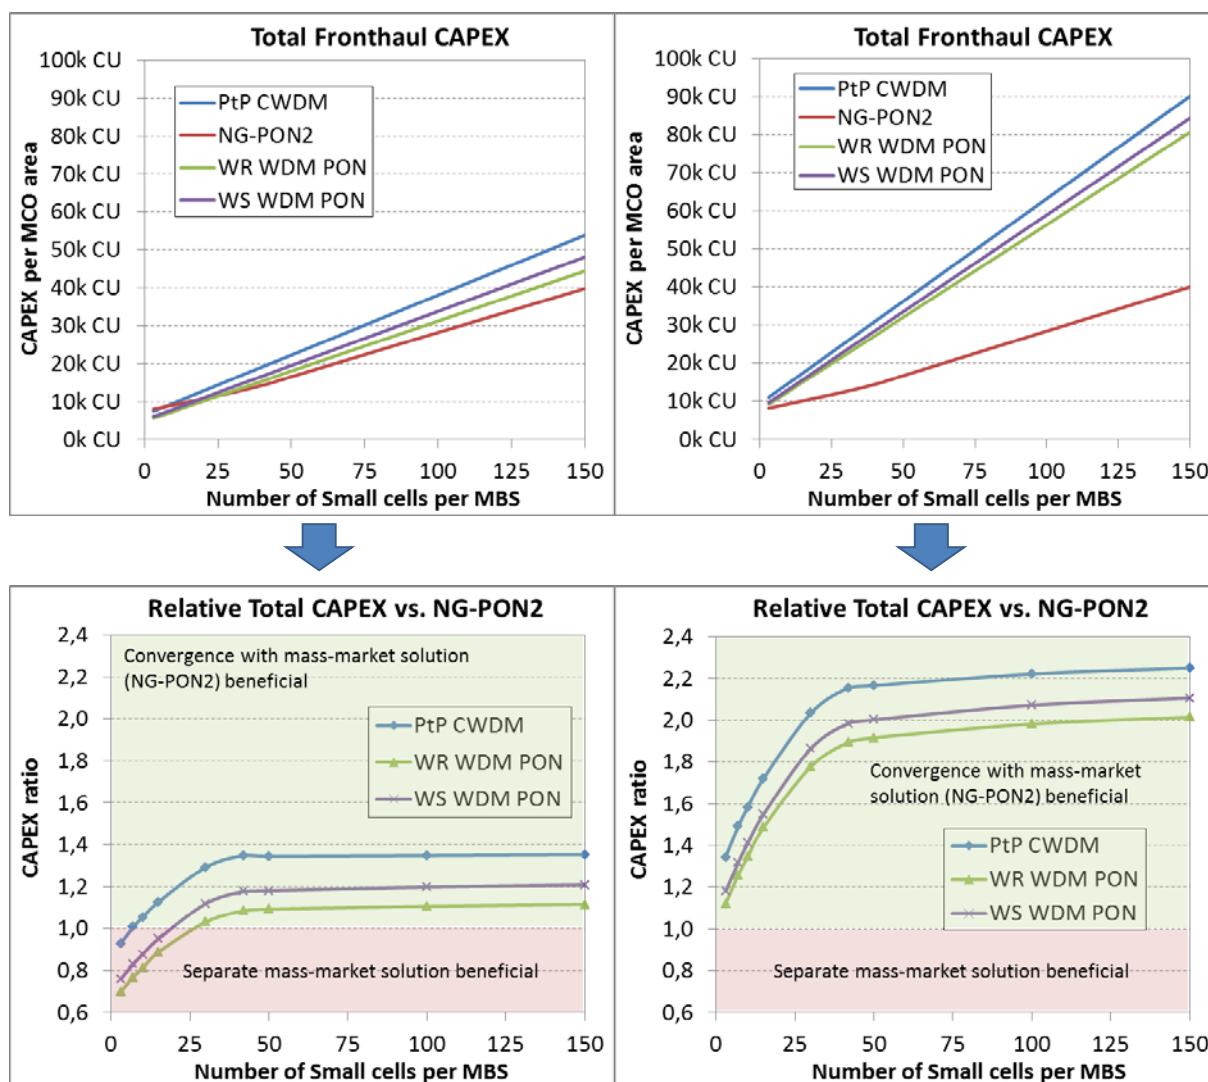 Total Fronthaul CAPEX
100k CU
90k CU
80k CU
70k CU
60k CU
50k CU
40k CU
30k CU
20k CU
10k CU
0k CU
CAPEX per MCO area
PtP CWDM
NG-PON2
WR WDM PON
WS WDM PON
0 25 50 75 100 125 150
Number of Small cells per MBS
Total Fronthaul CAPEX
100k CU
90k CU
80k CU
70k CU
60k CU
50k CU
40k CU
30k CU
20k CU
10k CU
0k CU
CAPEX per MCO area
PtP CWDM
NG-PON2
WR WDM PON
WS WDM PON
0 25 50 75 100 125 150
Number of Small cells per MBS
Relative Total CAPEX vs. NG-PON2
2,4
2,2
2,0
1,8
1,6
1,4
1,2
1,0
0,8
0,6
CAPEX ratio
Convergence with mass-market solution
(NG-PON2) beneficial
PtP CWDM
WR WDM PON
WS WDM PON
Separate mass-market solution beneficial
0 25 50 75 100 125 150
Number of Small cells per MBS
Relative Total CAPEX vs. NG-PON2
2,4
2,2
2,0
1,8
1,6
1,4
1,2
1,0
0,8
0,6
CAPEX ratio
Convergence with mass-market
solution (NG-PON2) beneficial
PtP CWDM
WR WDM PON
WS WDM PON
Separate mass-market solution beneficial
0 25 50 75 100 125 150
Number of Small cells per MBS